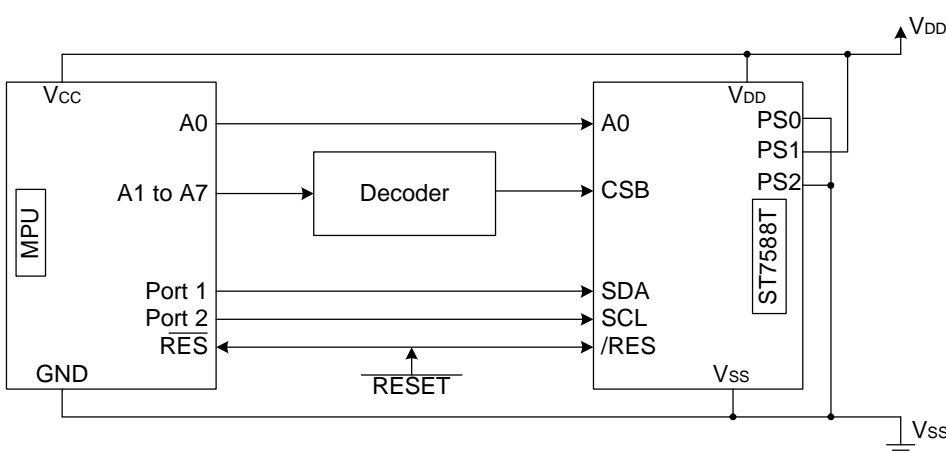 VDD
VCC
VDD
A0
A0
PS0
PS1
A1 to A7
Decoder
CSB
PS2
MPU
ST7588T
Port 1
SDA
Port 2
SCL
RES
/RES
RESET
GND
VSS
VSS